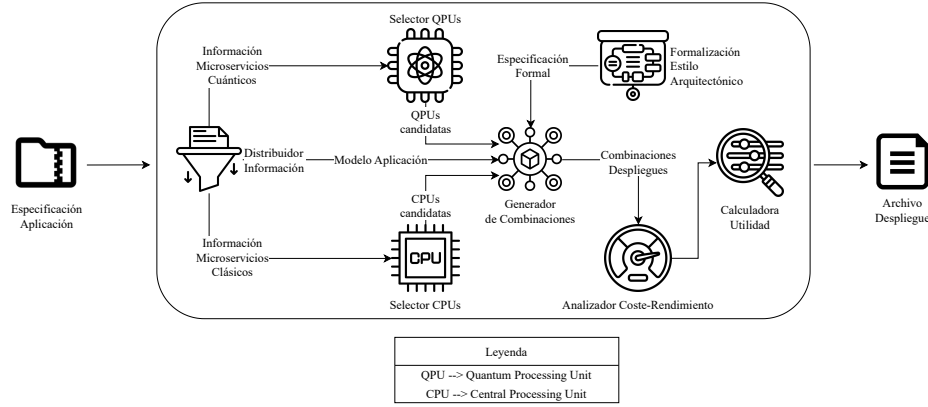 Selector QPUs
Información
Microservicios
Cuánticos
Especificación
Formal
Formalización
Estilo
Arquitectónico
QPUs
candidatas
Distribuidor
Información
Modelo Aplicación
Combinaciones
Despliegues
CPUs
candidatas
Generador
de Combinaciones
Calculadora
Utilidad
Especificación
Aplicación
Archivo
Despliegue
Información
Microservicios
Clásicos
CPU
Selector CPUs
Analizador Coste-Rendimiento
Leyenda
QPU --> Quantum Processing Unit
CPU --> Central Processing Unit